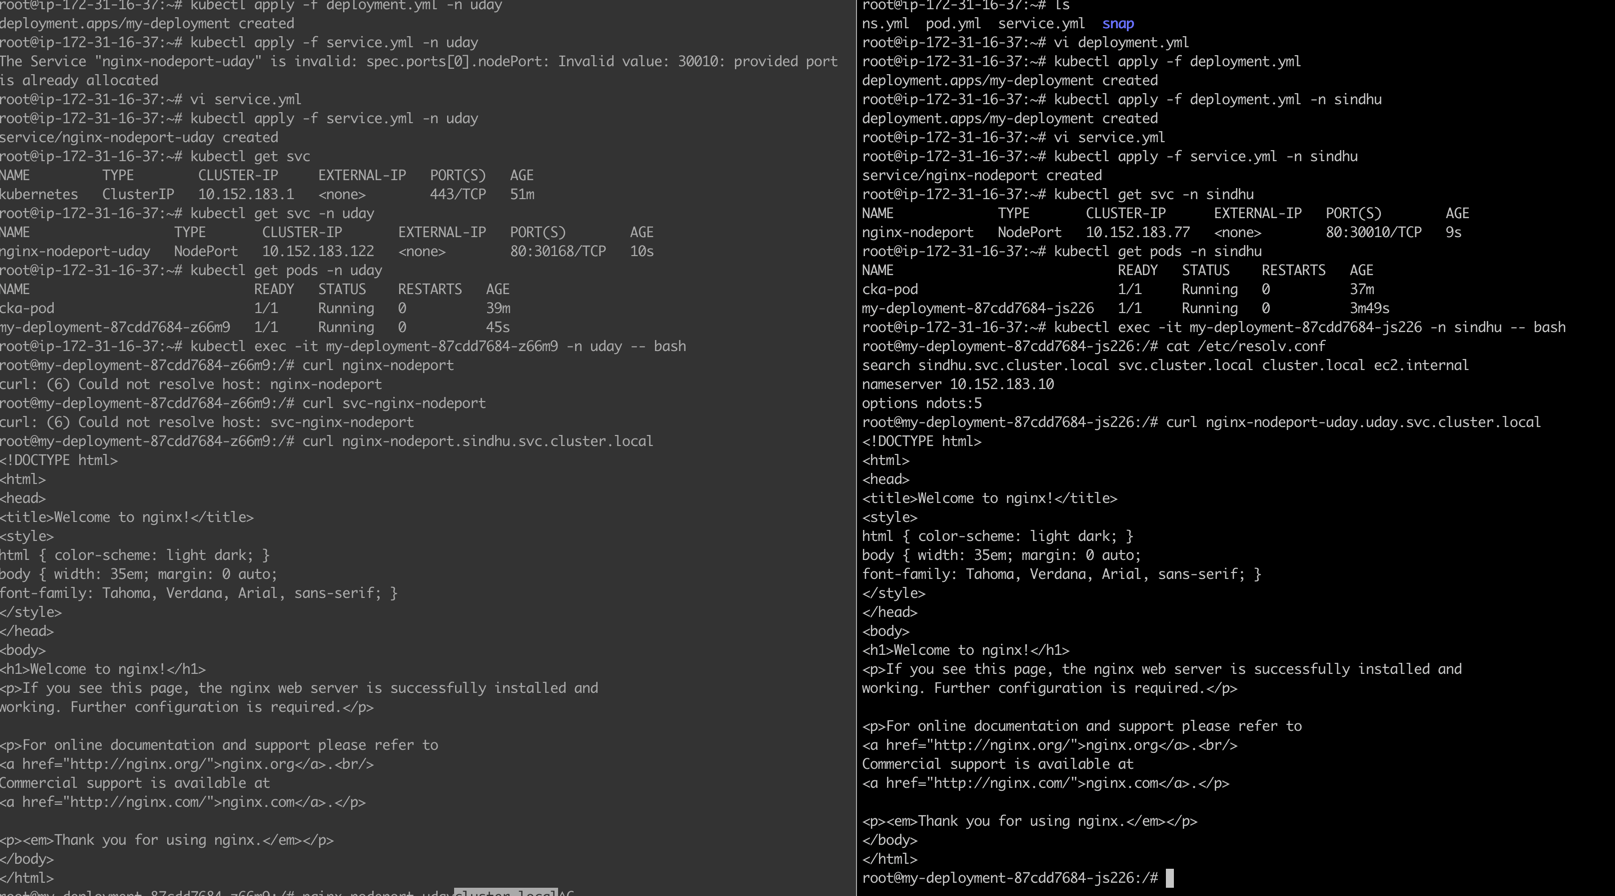 root@ip-172-31-16-37:~# kubectl apply -f deployment.yml -n uday
deployment.apps/my-deployment created
root@ip-172-31-16-37:~# kubectl apply -f service.yml -n uday
The Service "nginx-nodeport-uday" is invalid: spec.ports[0].nodePort: Invalid value: 30010: provided port
is already allocated
root@ip-172-31-16-37:~# vi service.yml
root@ip-172-31-16-37:~# kubectl apply -f service.yml -n uday
service/nginx-nodeport-uday created
root@ip-172-31-16-37:~# kubectl get svc
NAME         TYPE        CLUSTER-IP     EXTERNAL-IP   PORT(S)   AGE
kubernetes   ClusterIP   10.152.183.1   <none>        443/TCP   51m
root@ip-172-31-16-37:~# kubectl get svc -n uday
NAME                  TYPE       CLUSTER-IP       EXTERNAL-IP   PORT(S)        AGE
nginx-nodeport-uday   NodePort   10.152.183.122   <none>        80:30168/TCP   10s
root@ip-172-31-16-37:~# kubectl get pods -n uday
NAME                            READY   STATUS    RESTARTS   AGE
cka-pod                         1/1     Running   0          39m
my-deployment-87cdd7684-z66m9   1/1     Running   0          45s
root@ip-172-31-16-37:~# kubectl exec -it my-deployment-87cdd7684-z66m9 -n uday -- bash
root@my-deployment-87cdd7684-z66m9:/# curl nginx-nodeport
curl: (6) Could not resolve host: nginx-nodeport
root@my-deployment-87cdd7684-z66m9:/# curl svc-nginx-nodeport
curl: (6) Could not resolve host: svc-nginx-nodeport
root@my-deployment-87cdd7684-z66m9:/# curl nginx-nodeport.sindhu.svc.cluster.local
<!DOCTYPE html>
<html>
<head>
<title>Welcome to nginx!</title>
<style>
html { color-scheme: light dark; }
body { width: 35em; margin: 0 auto;
font-family: Tahoma, Verdana, Arial, sans-serif; }
</style>
</head>
<body>
<h1>Welcome to nginx!</h1>
<p>If you see this page, the nginx web server is successfully installed and
working. Further configuration is required.</p>

<p>For online documentation and support please refer to
<a href="http://nginx.org/">nginx.org</a>.<br/>
Commercial support is available at
<a href="http://nginx.com/">nginx.com</a>.</p>

<p><em>Thank you for using nginx.</em></p>
</body>
</html>
root@my-deployment-87cdd7684-z66m9:/# nginx-nodeport-udaycluster.local^C
root@ip-172-31-16-37:~# ls
ns.yml  pod.yml  service.yml  snap
root@ip-172-31-16-37:~# vi deployment.yml
root@ip-172-31-16-37:~# kubectl apply -f deployment.yml
deployment.apps/my-deployment created
root@ip-172-31-16-37:~# kubectl apply -f deployment.yml -n sindhu
deployment.apps/my-deployment created
root@ip-172-31-16-37:~# vi service.yml
root@ip-172-31-16-37:~# kubectl apply -f service.yml -n sindhu
service/nginx-nodeport created
root@ip-172-31-16-37:~# kubectl get svc -n sindhu
NAME             TYPE       CLUSTER-IP      EXTERNAL-IP   PORT(S)        AGE
nginx-nodeport   NodePort   10.152.183.77   <none>        80:30010/TCP   9s
root@ip-172-31-16-37:~# kubectl get pods -n sindhu
NAME                            READY   STATUS    RESTARTS   AGE
cka-pod                         1/1     Running   0          37m
my-deployment-87cdd7684-js226   1/1     Running   0          3m49s
root@ip-172-31-16-37:~# kubectl exec -it my-deployment-87cdd7684-js226 -n sindhu -- bash
root@my-deployment-87cdd7684-js226:/# cat /etc/resolv.conf
search sindhu.svc.cluster.local svc.cluster.local cluster.local ec2.internal
nameserver 10.152.183.10
options ndots:5
root@my-deployment-87cdd7684-js226:/# curl nginx-nodeport-uday.uday.svc.cluster.local
<!DOCTYPE html>
<html>
<head>
<title>Welcome to nginx!</title>
<style>
html { color-scheme: light dark; }
body { width: 35em; margin: 0 auto;
font-family: Tahoma, Verdana, Arial, sans-serif; }
</style>
</head>
<body>
<h1>Welcome to nginx!</h1>
<p>If you see this page, the nginx web server is successfully installed and
working. Further configuration is required.</p>

<p>For online documentation and support please refer to
<a href="http://nginx.org/">nginx.org</a>.<br/>
Commercial support is available at
<a href="http://nginx.com/">nginx.com</a>.</p>

<p><em>Thank you for using nginx.</em></p>
</body>
</html>
root@my-deployment-87cdd7684-js226:/#